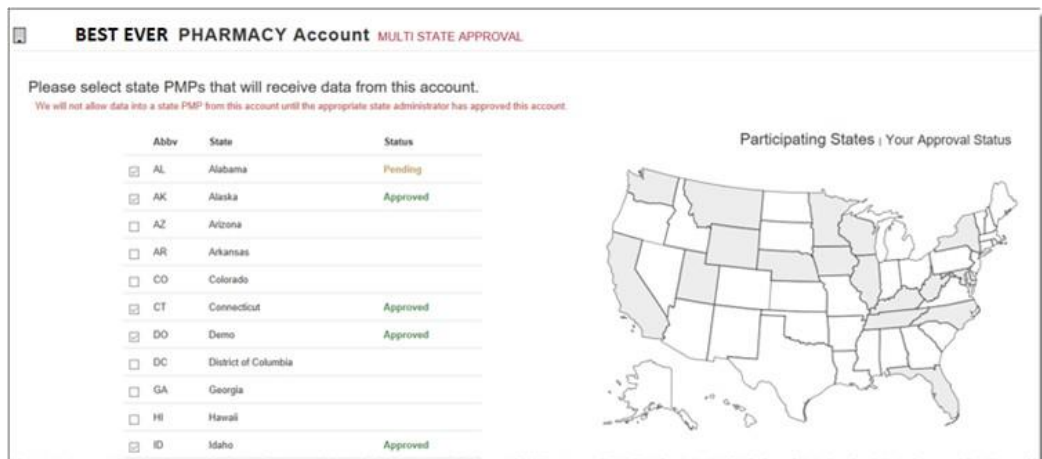 BEST EVER PHARMACY Account MULTI STATE APPROVAL
Please select state PMPs that will receive data from this account.
We will not allow data into a state PMP from this account until the appropriate state administrator has approved this account.
Participating States | Your Approval Status
Abbv State Status
AL Alabama Pending
AK Alaska Approved
AZ Arizona
AR Arkansas
CO Colorado
CT Connecticut Approved
DO Demo Approved
DC District of Columbia
GA Georgia
HI Hawaii
ID Idaho Approved